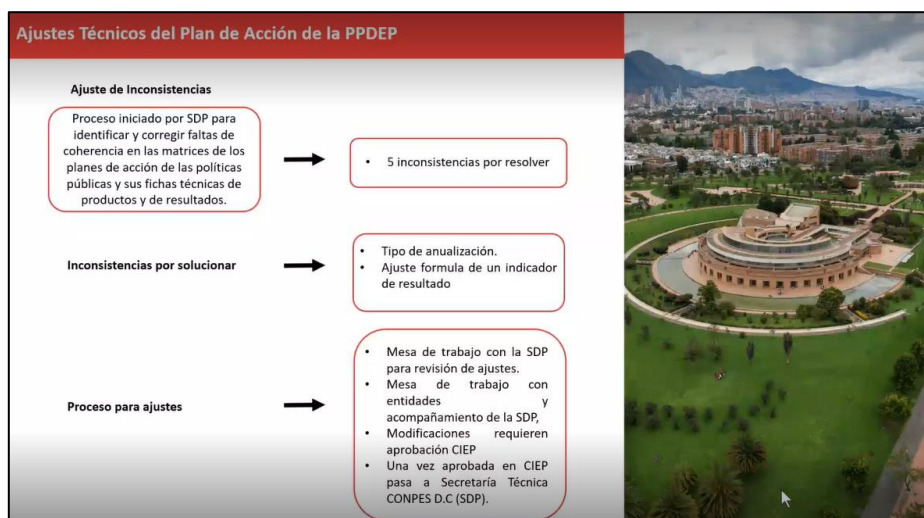 Ajustes Técnicos del Plan de Acción de la PPDEP
Ajuste de Inconsistencias
Proceso iniciado por SDP para
identificar y corregir faltas de
coherencia en las matrices de los
planes de acción de las políticas
públicas y sus fichas técnicas de
productos y de resultados.
• 5 inconsistencias por resolver
Inconsistencias por solucionar
• Tipo de anualización.
• Ajuste formula de un indicador
de resultado
Proceso para ajustes
• Mesa de trabajo con la SDP
para revisión de ajustes.
• Mesa de trabajo con
entidades y
acompañamiento de la SDP,
• Modificaciones requieren
aprobación CIEP
• Una vez aprobada en CIEP
pasa a Secretaría Técnica
CONPES D.C (SDP).